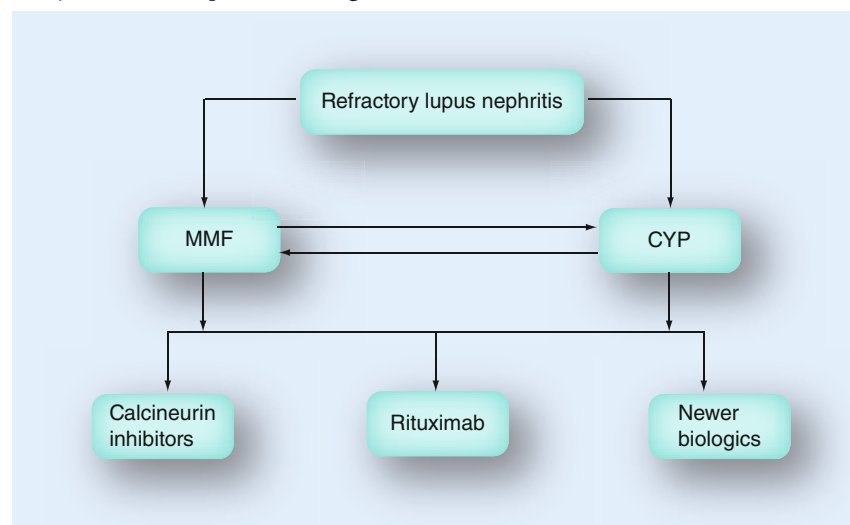 Refractory lupus nephritis
MMF
CYP
Calcineurin
inhibitors
Rituximab
Newer
biologics